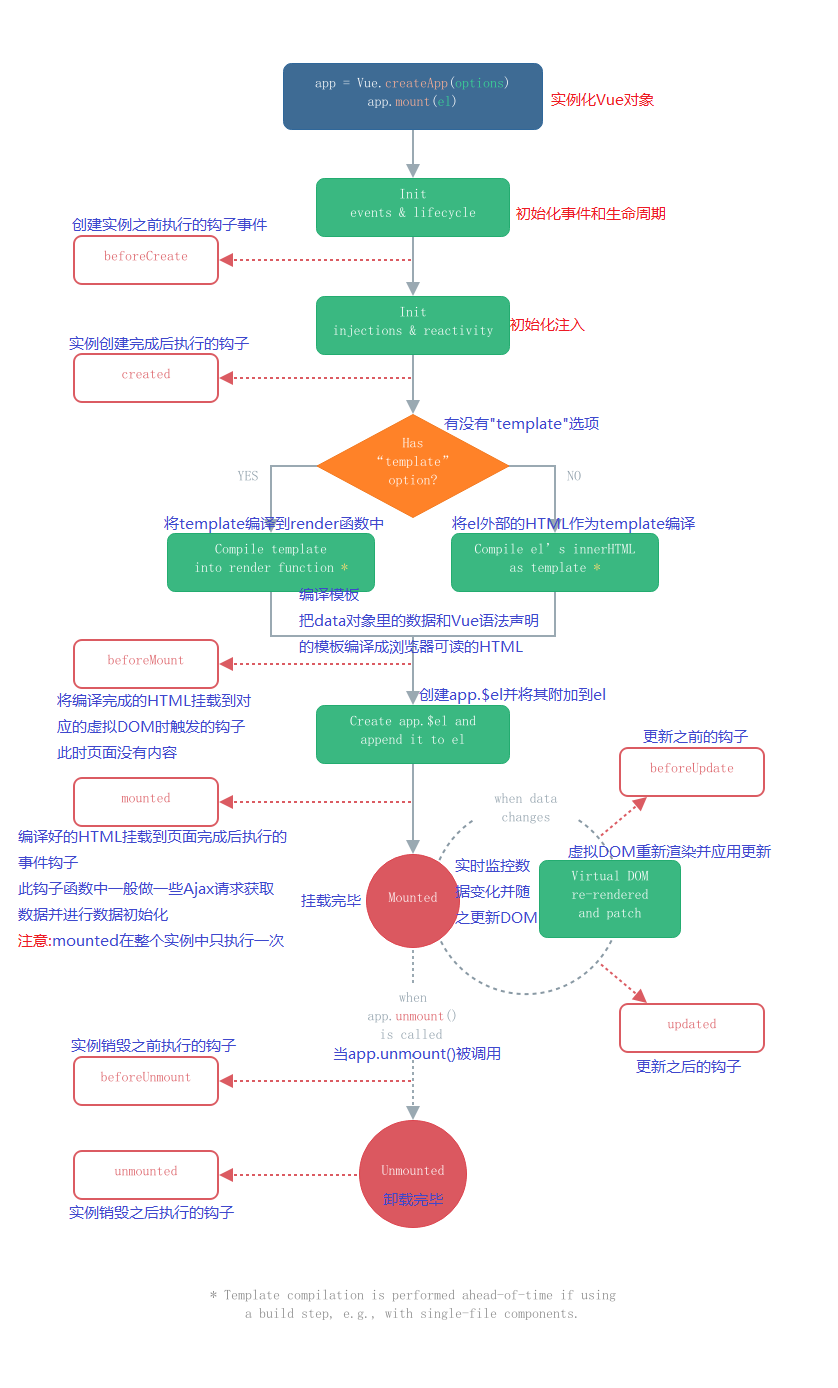 app = Vue.createApp(options)
app.mount(el)
实例化Vue对象
Init
events & lifecycle
初始化事件和生命周期
创建实例之前执行的钩子事件
beforeCreate
Init
injections & reactivity
初始化注入
实例创建完成后执行的钩子
created
有没有"template"选项
Has
“template”
option?
YES
NO
将template编译到render函数中
将el外部的HTML作为template编译
Compile template
into render function *
Compile el’s innerHTML
as template *
编译模板
把data对象里的数据和Vue语法声明
的模板编译成浏览器可读的HTML
beforeMount
将编译完成的HTML挂载到对
应的虚拟DOM时触发的钩子
此时页面没有内容
创建app.$el并将其附加到el
Create app.$el and
append it to el
更新之前的钩子
beforeUpdate
mounted
编译好的HTML挂载到页面完成后执行的
事件钩子
此钩子函数中一般做一些Ajax请求获取
数据并进行数据初始化
注意:mounted在整个实例中只执行一次
when data
changes
挂载完毕
Mounted
实时监控数
据变化并随
之更新DOM
虚拟DOM重新渲染并应用更新
Virtual DOM
re-rendered
and patch
when
app.unmount()
is called
当app.unmount()被调用
updated
更新之后的钩子
实例销毁之前执行的钩子
beforeUnmount
unmounted
实例销毁之后执行的钩子
Unmounted
卸载完毕
* Template compilation is performed ahead-of-time if using
a build step, e.g., with single-file components.